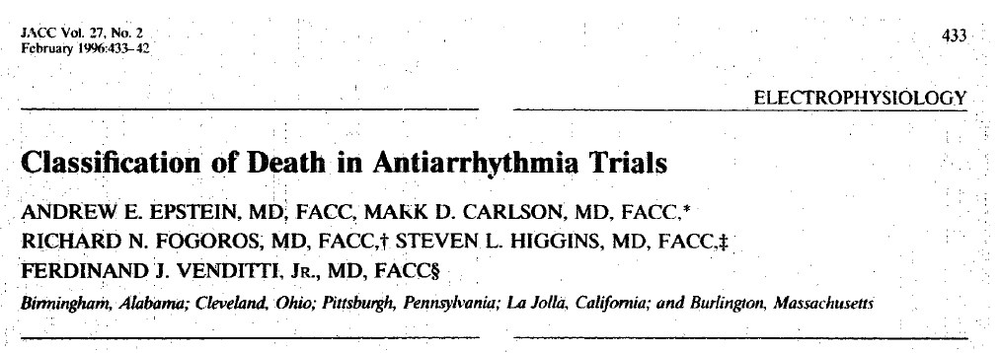 JACC Vol. 27, No. 2
February 1996:433–42
433
ELECTROPHYSIOLOGY
Classification of Death in Antiarrhythmia Trials
ANDREW E. EPSTEIN, MD, FACC, MARK D. CARLSON, MD, FACC,*
RICHARD N. FOGOROS, MD, FACC,† STEVEN L. HIGGINS, MD, FACC,‡
FERDINAND J. VENDITTI, JR., MD, FACC§
Birmingham, Alabama; Cleveland, Ohio; Pittsburgh, Pennsylvania; La Jolla, California; and Burlington, Massachusetts